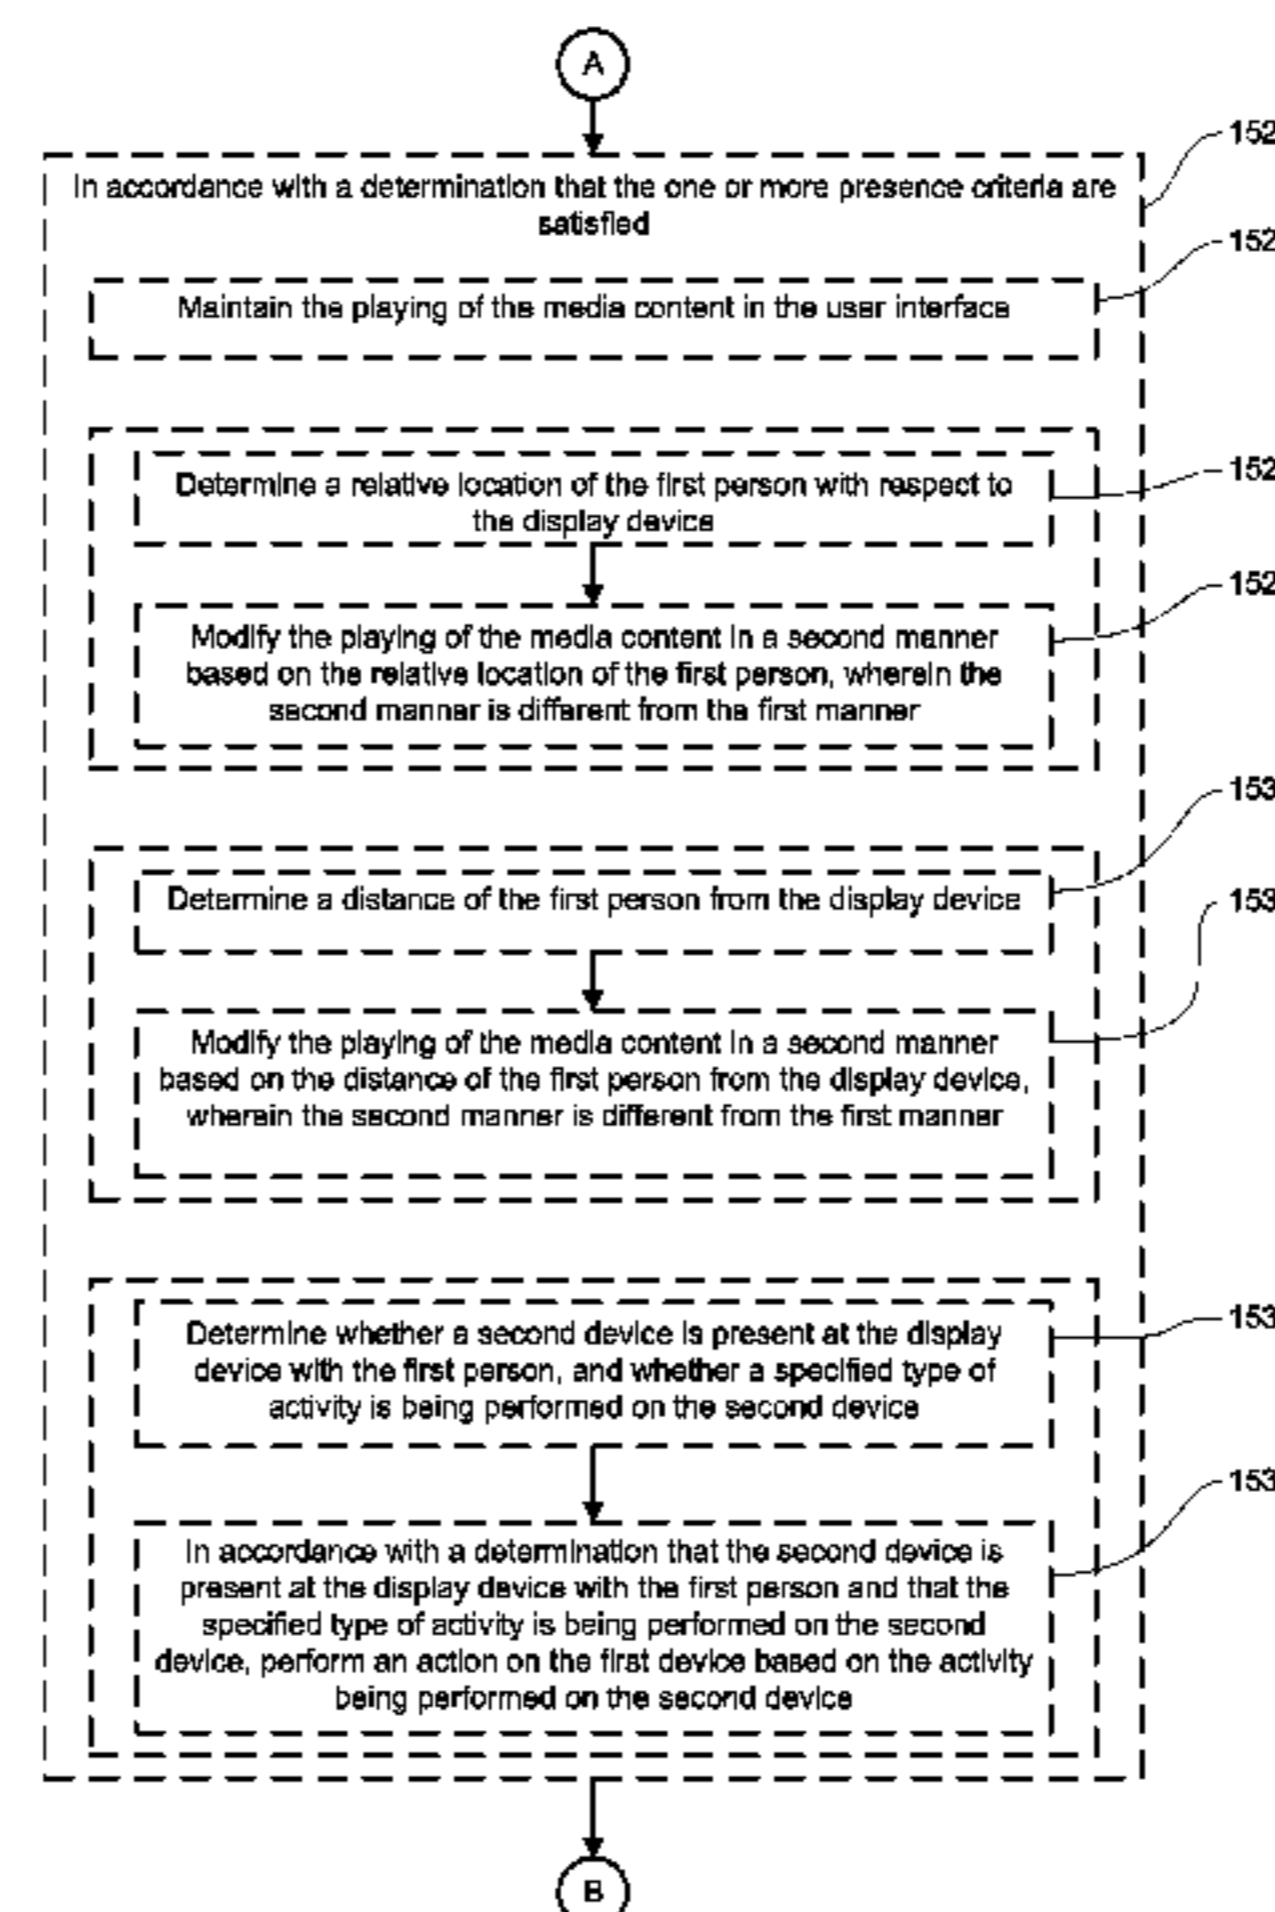 A
152
In accordance with a determination that the one or more presence criteria are
satisfied
152
Maintain the playing of the media content in the user interface
152
Determine a relative location of the first person with respect to
the display device
152
Modify the playing of the media content in a second manner
based on the relative location of the first person, wherein the
second manner is different from the first manner
153
Determine a distance of the first person from the display device
153
Modify the playing of the media content in a second manner
based on the distance of the first person from the display device,
wherein the second manner is different from the first manner
153
Determine whether a second device is present at the display
device with the first person, and whether a specified type of
activity is being performed on the second device
153
In accordance with a determination that the second device is
present at the display device with the first person and that the
specified type of activity is being performed on the second
device, perform an action on the first device based on the activity
being performed on the second device
B